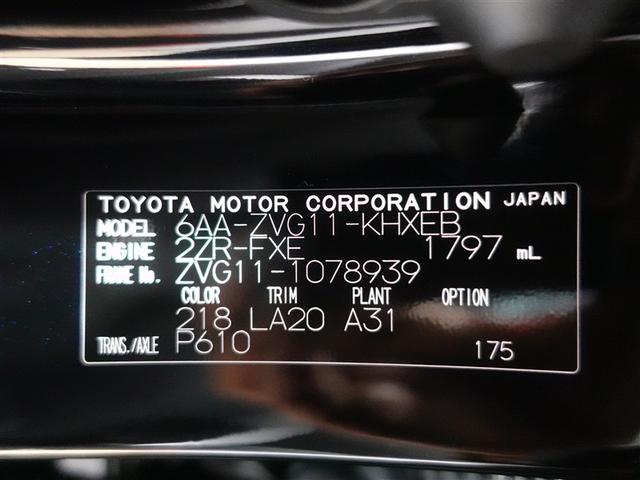 TOYOTA MOTOR CORPORATION JAPAN
MODEL 6AA-ZVG11-KHXEB
ENGINE 2ZR-FXE 1797 mL
FRAME No. ZVG11-1078939
COLOR TRIM PLANT OPTION
218 LA20 A31
TRANS./AXLE P610 175